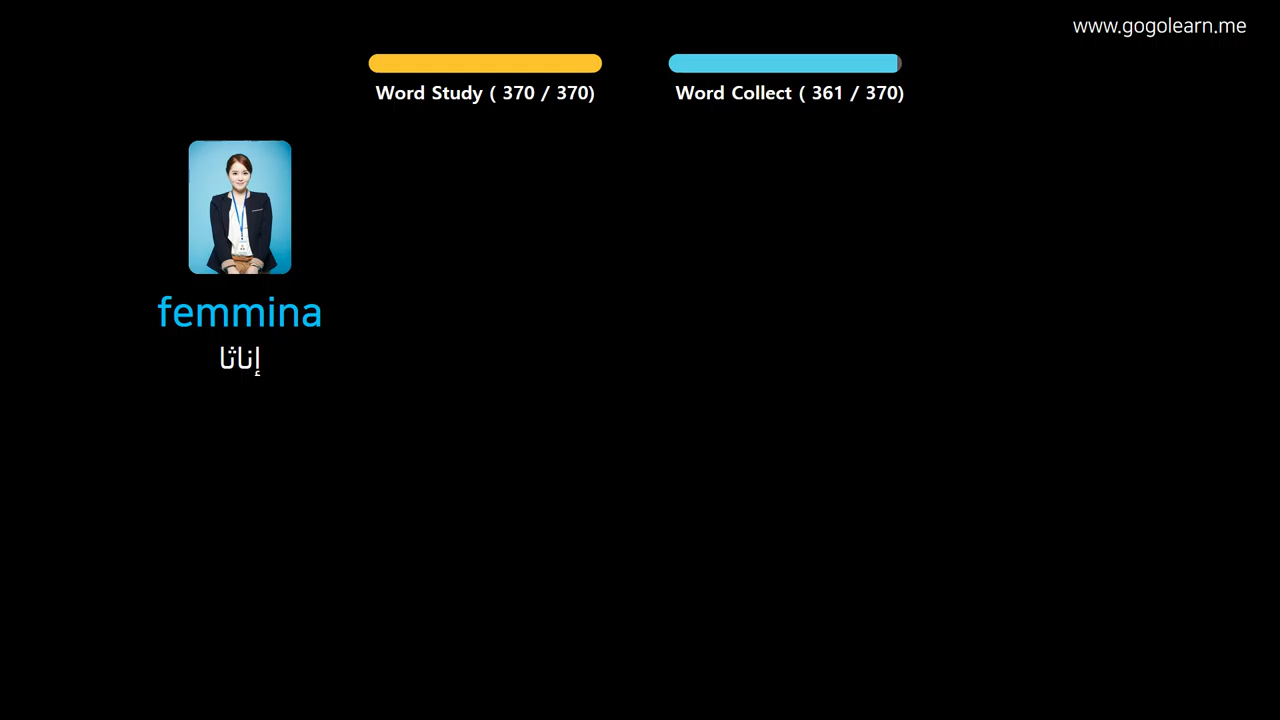 www.gogolearn.me
Word Study ( 370 / 370)
Word Collect ( 361 / 370)
femmina
إناثا